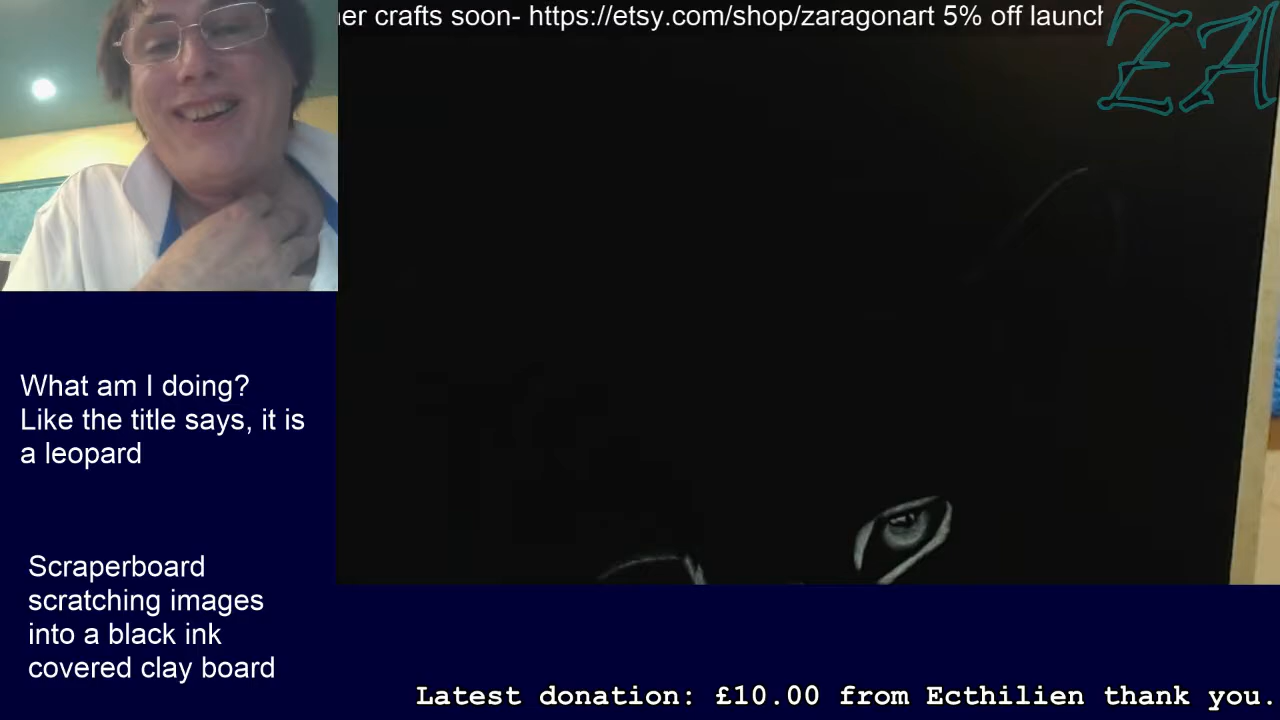 er crafts soon- https://etsy.com/shop/zaragonart 5% off launch
ZA
What am I doing?
Like the title says, it is
a leopard
Scraperboard
scratching images
into a black ink
covered clay board
Latest donation: £10.00 from Ecthilien thank you.